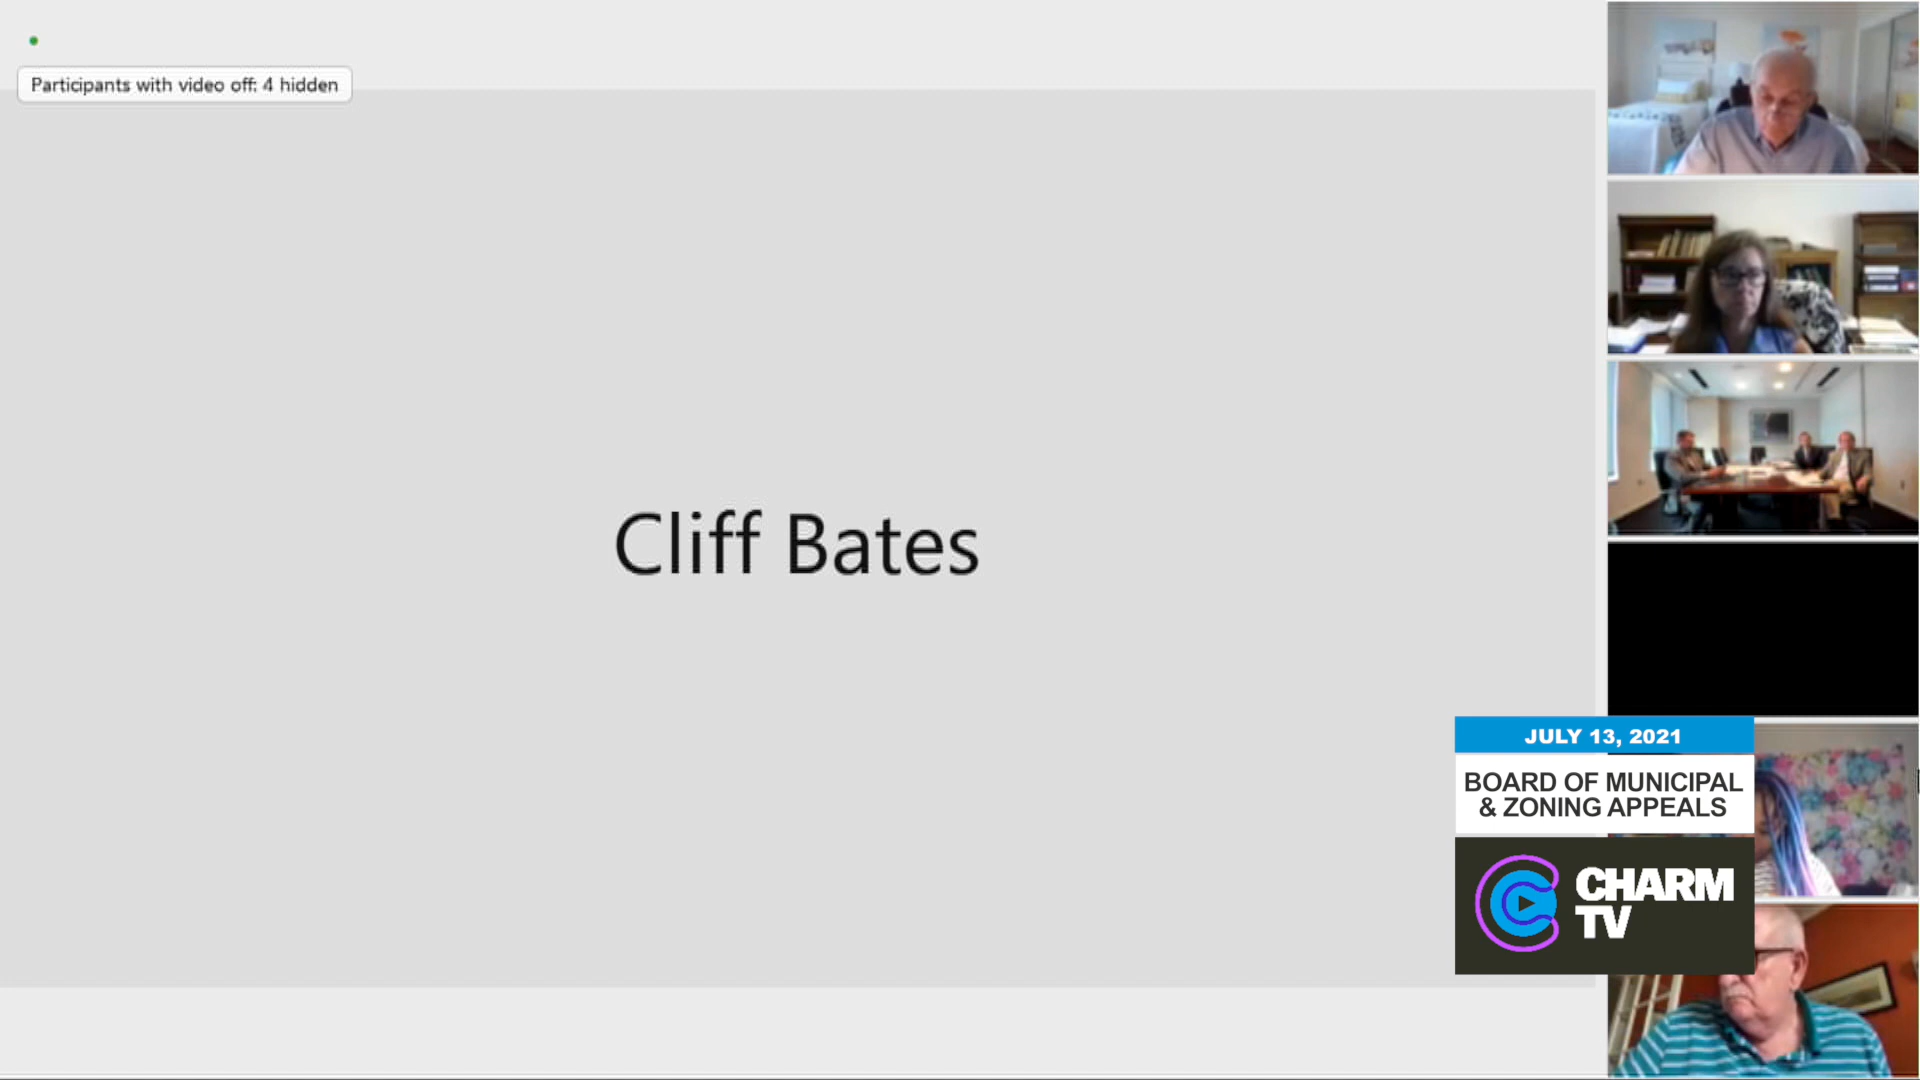 Participants with video off: 4 hidden
Cliff Bates
JULY 13, 2021
BOARD OF MUNICIPAL
& ZONING APPEALS
CHARM
TV